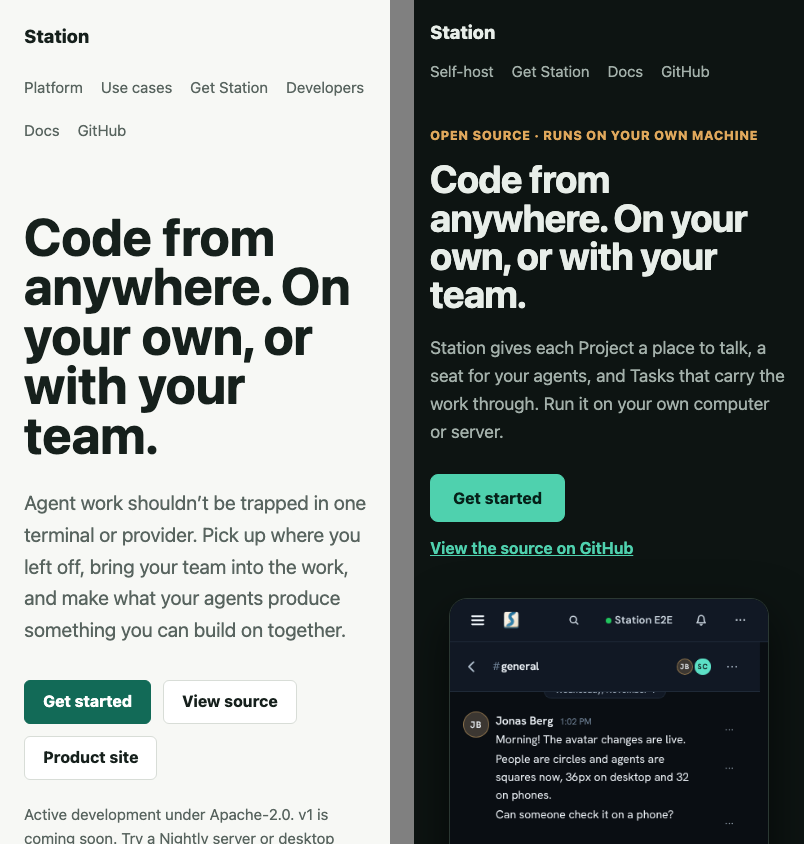 Station
Platform Use cases Get Station Developers
Docs GitHub
Code from
anywhere. On
your own, or
with your
team.
Agent work shouldn’t be trapped in one
terminal or provider. Pick up where you
left off, bring your team into the work,
and make what your agents produce
something you can build on together.
Get started View source
Product site
Active development under Apache-2.0. v1 is
coming soon. Try a Nightly server or desktop
Station
Self-host Get Station Docs GitHub
OPEN SOURCE · RUNS ON YOUR OWN MACHINE
Code from
anywhere. On your
own, or with your
team.
Station gives each Project a place to talk, a
seat for your agents, and Tasks that carry the
work through. Run it on your own computer
or server.
Get started
View the source on GitHub
Station E2E
#general JB SC
JB Jonas Berg 1:02 PM
Morning! The avatar changes are live.
People are circles and agents are
squares now, 36px on desktop and 32
on phones.
Can someone check it on a phone?